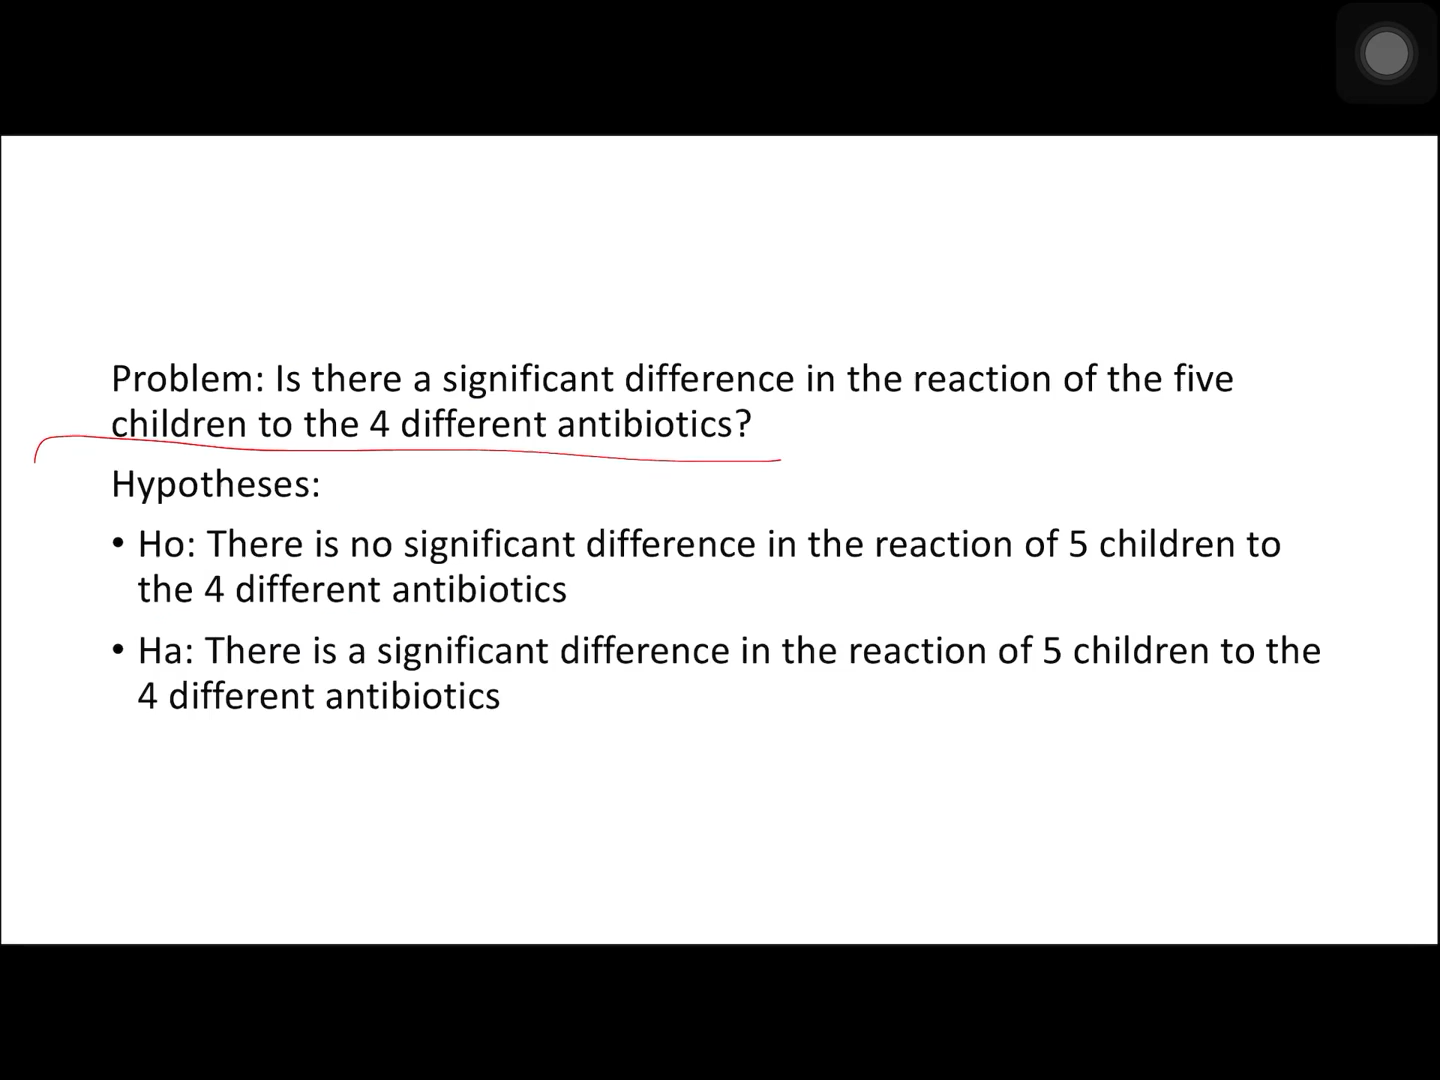 Problem: Is there a significant difference in the reaction of the five
children to the 4 different antibiotics?
Hypotheses:
• Ho: There is no significant difference in the reaction of 5 children to
the 4 different antibiotics
• Ha: There is a significant difference in the reaction of 5 children to the
4 different antibiotics